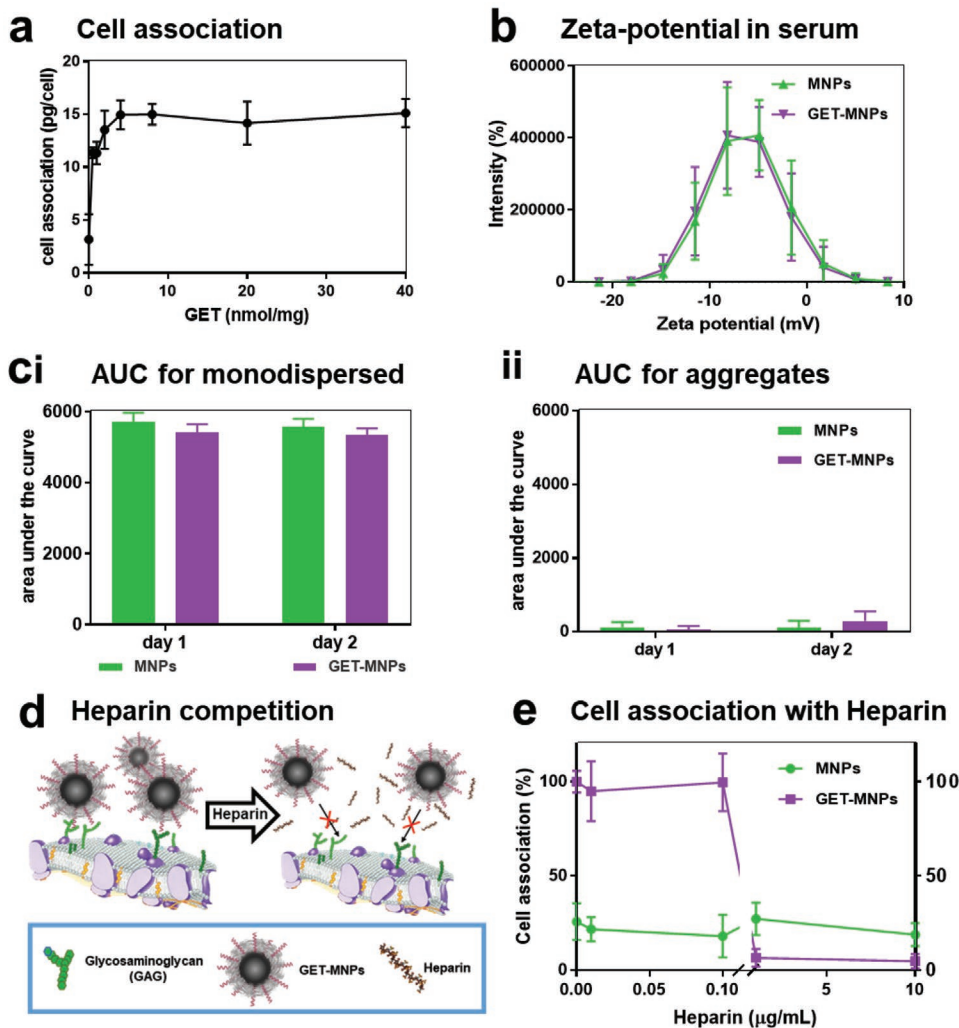 a Cell association
cell association (pg/cell)
20
15
10
5
0
0 10 20 30 40
GET (nmol/mg)
b Zeta-potential in serum
Intensity (%)
600000
400000
200000
0
MNPs
GET-MNPs
-20 -10 0 10
Zeta potential (mV)
ci AUC for monodispersed
area under the curve
6000
4000
2000
0
day 1 day 2
MNPs GET-MNPs
ii AUC for aggregates
area under the curve
6000
4000
2000
0
MNPs
GET-MNPs
day 1 day 2
d Heparin competition
Heparin
Glycosaminoglycan
(GAG)
GET-MNPs
Heparin
e Cell association with Heparin
Cell association (%)
100
50
0
MNPs
GET-MNPs
100
50
0
0.00 0.05 0.10 5 10
Heparin (μg/mL)